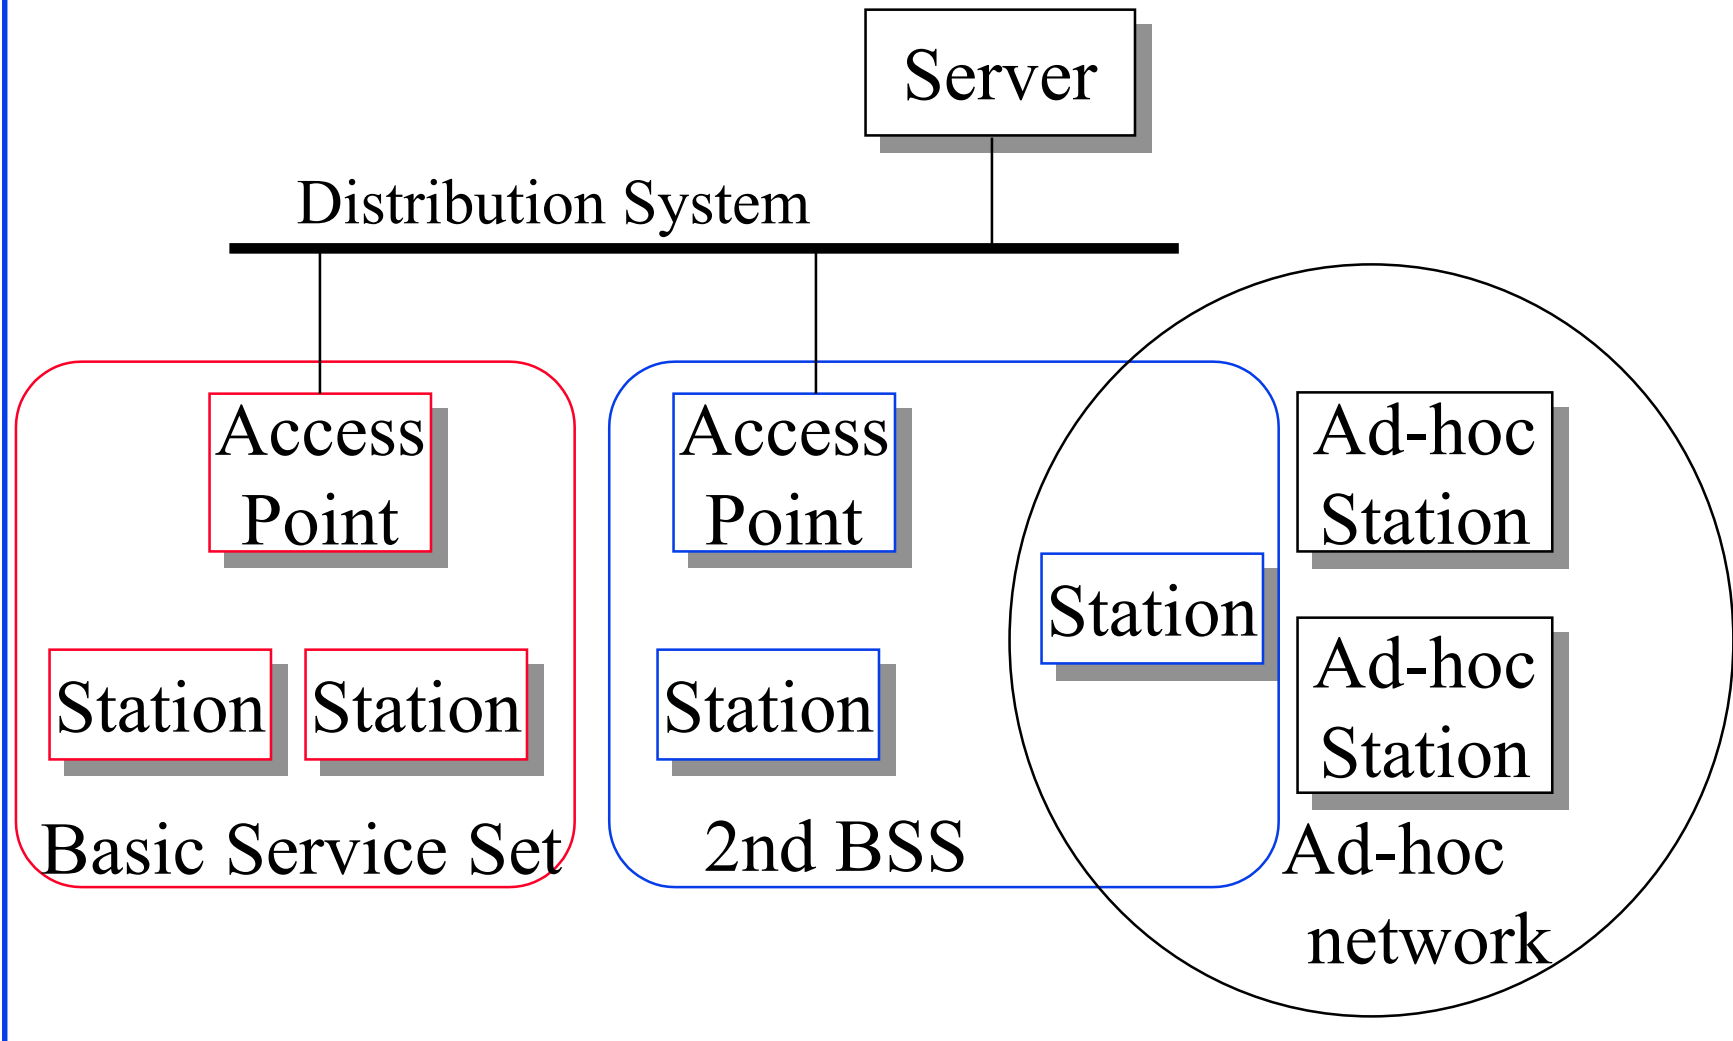 Server
Distribution System
Access
Point
Access
Point
Ad-hoc
Station
Station
Ad-hoc
Station
Station
Station
Station
Basic Service Set
2nd BSS
Ad-hoc
network